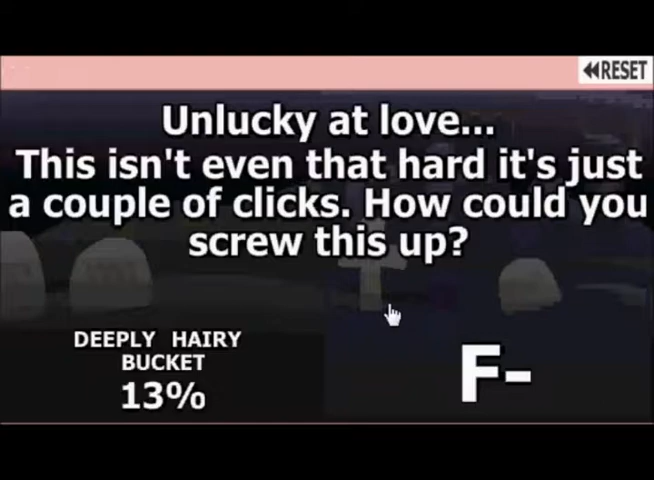 RESET
Unlucky at love...
This isn't even that hard it's just
a couple of clicks. How could you
screw this up?
DEEPLY HAIRY
BUCKET
13%
F-